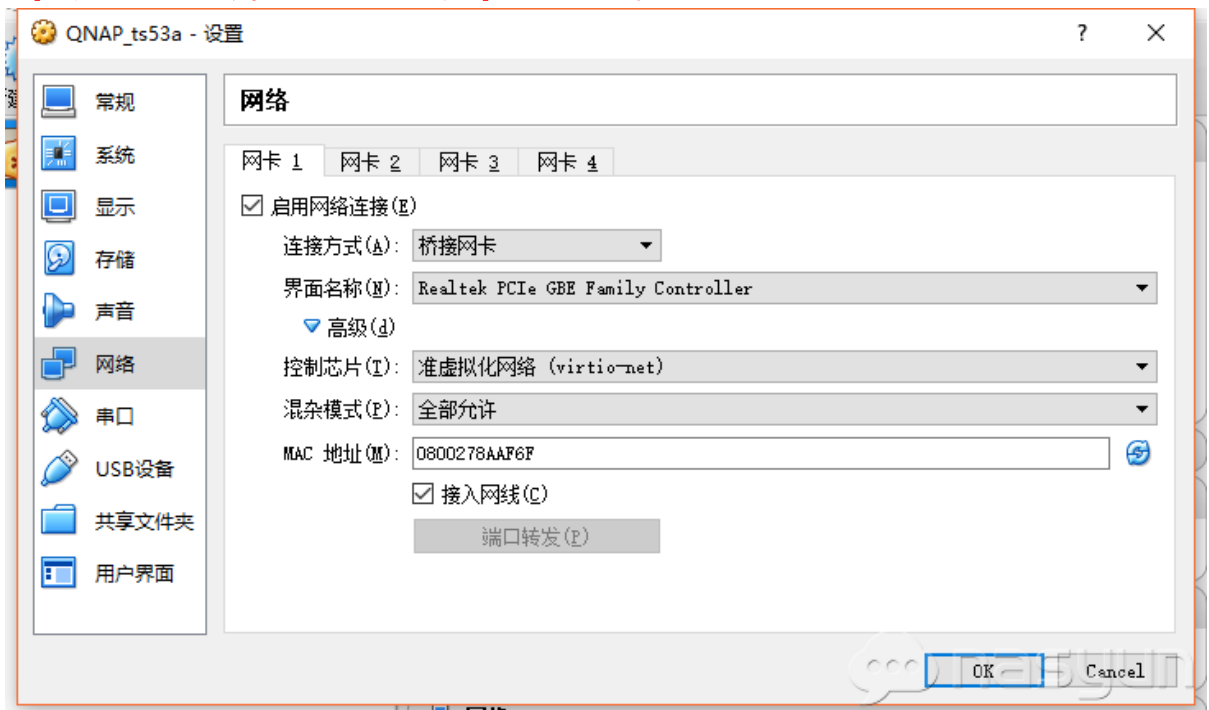 QNAP_ts53a - 设置
?
常规
系统
显示
存储
声音
网络
串口
USB设备
共享文件夹
用户界面
网络
网卡 1 网卡 2 网卡 3 网卡 4
启用网络连接(E)
连接方式(A): 桥接网卡
界面名称(N): Realtek PCIe GBE Family Controller
高级(d)
控制芯片(T): 准虚拟化网络 (virtio-net)
混杂模式(P): 全部允许
MAC 地址(M): 0800278AAF6F
接入网线(C)
端口转发(P)
OK Cancel